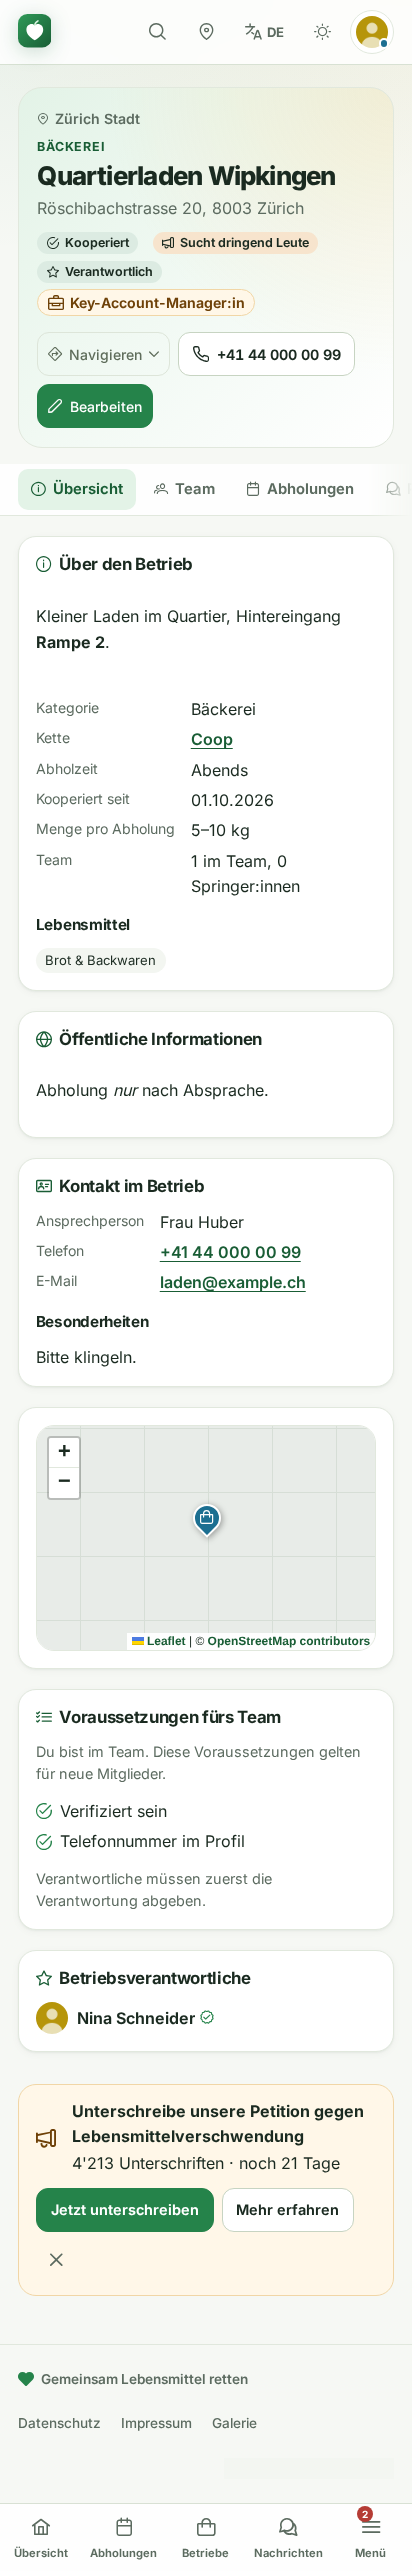 DE
Zürich Stadt
BÄCKEREI
Quartierladen Wipkingen
Röschibachstrasse 20, 8003 Zürich
Kooperiert
Sucht dringend Leute
Verantwortlich
Key-Account-Manager:in
Navigieren
+41 44 000 00 99
Bearbeiten
Übersicht
Team
Abholungen
Über den Betrieb
Kleiner Laden im Quartier, Hintereingang
Rampe 2.
Kategorie Bäckerei
Kette Coop
Abholzeit Abends
Kooperiert seit 01.10.2026
Menge pro Abholung 5–10 kg
Team 1 im Team, 0
Springer:innen
Lebensmittel
Brot & Backwaren
Öffentliche Informationen
Abholung nur nach Absprache.
Kontakt im Betrieb
Ansprechperson Frau Huber
Telefon +41 44 000 00 99
E-Mail laden@example.ch
Besonderheiten
Bitte klingeln.
+
−
Leaflet | © OpenStreetMap contributors
Voraussetzungen fürs Team
Du bist im Team. Diese Voraussetzungen gelten
für neue Mitglieder.
Verifiziert sein
Telefonnummer im Profil
Verantwortliche müssen zuerst die
Verantwortung abgeben.
Betriebsverantwortliche
Nina Schneider
Unterschreibe unsere Petition gegen
Lebensmittelverschwendung
4'213 Unterschriften · noch 21 Tage
Jetzt unterschreiben
Mehr erfahren
Gemeinsam Lebensmittel retten
Datenschutz Impressum Galerie
2
Übersicht Abholungen Betriebe Nachrichten Menü